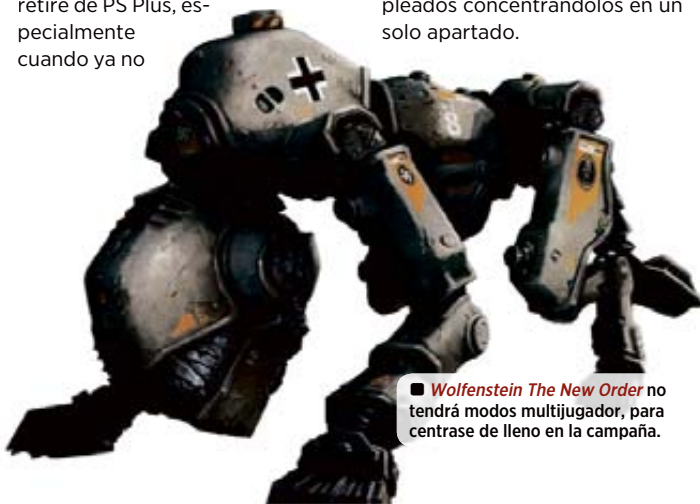 retire de PS Plus, es-
pecialmente
cuando ya no
pleados concentrándolos en un
solo apartado.
8
Wolfenstein The New Order no
tendrá modos multijugador, para
centrase de lleno en la campaña.